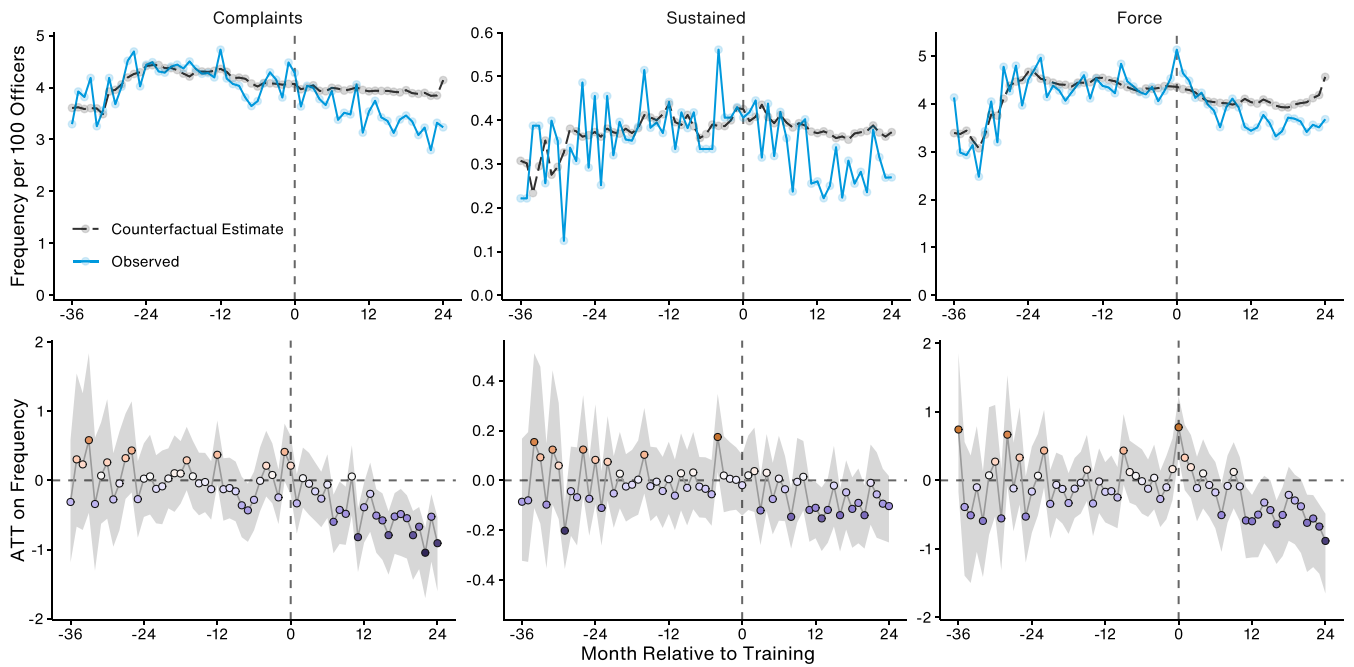 Complaints
Sustained
Force
Frequency per 100 Officers
5
4
3
2
1
0
0.6
0.5
0.4
0.3
0.2
0.1
0.0
5
4
3
2
1
0
Counterfactual Estimate
Observed
-36 -24 -12 0 12 24
-36 -24 -12 0 12 24
-36 -24 -12 0 12 24
ATT on Frequency
2
1
0
-1
-2
0.4
0.2
0.0
-0.2
-0.4
2
1
0
-1
-2
-36 -24 -12 0 12 24
-36 -24 -12 0 12 24
-36 -24 -12 0 12 24
Month Relative to Training